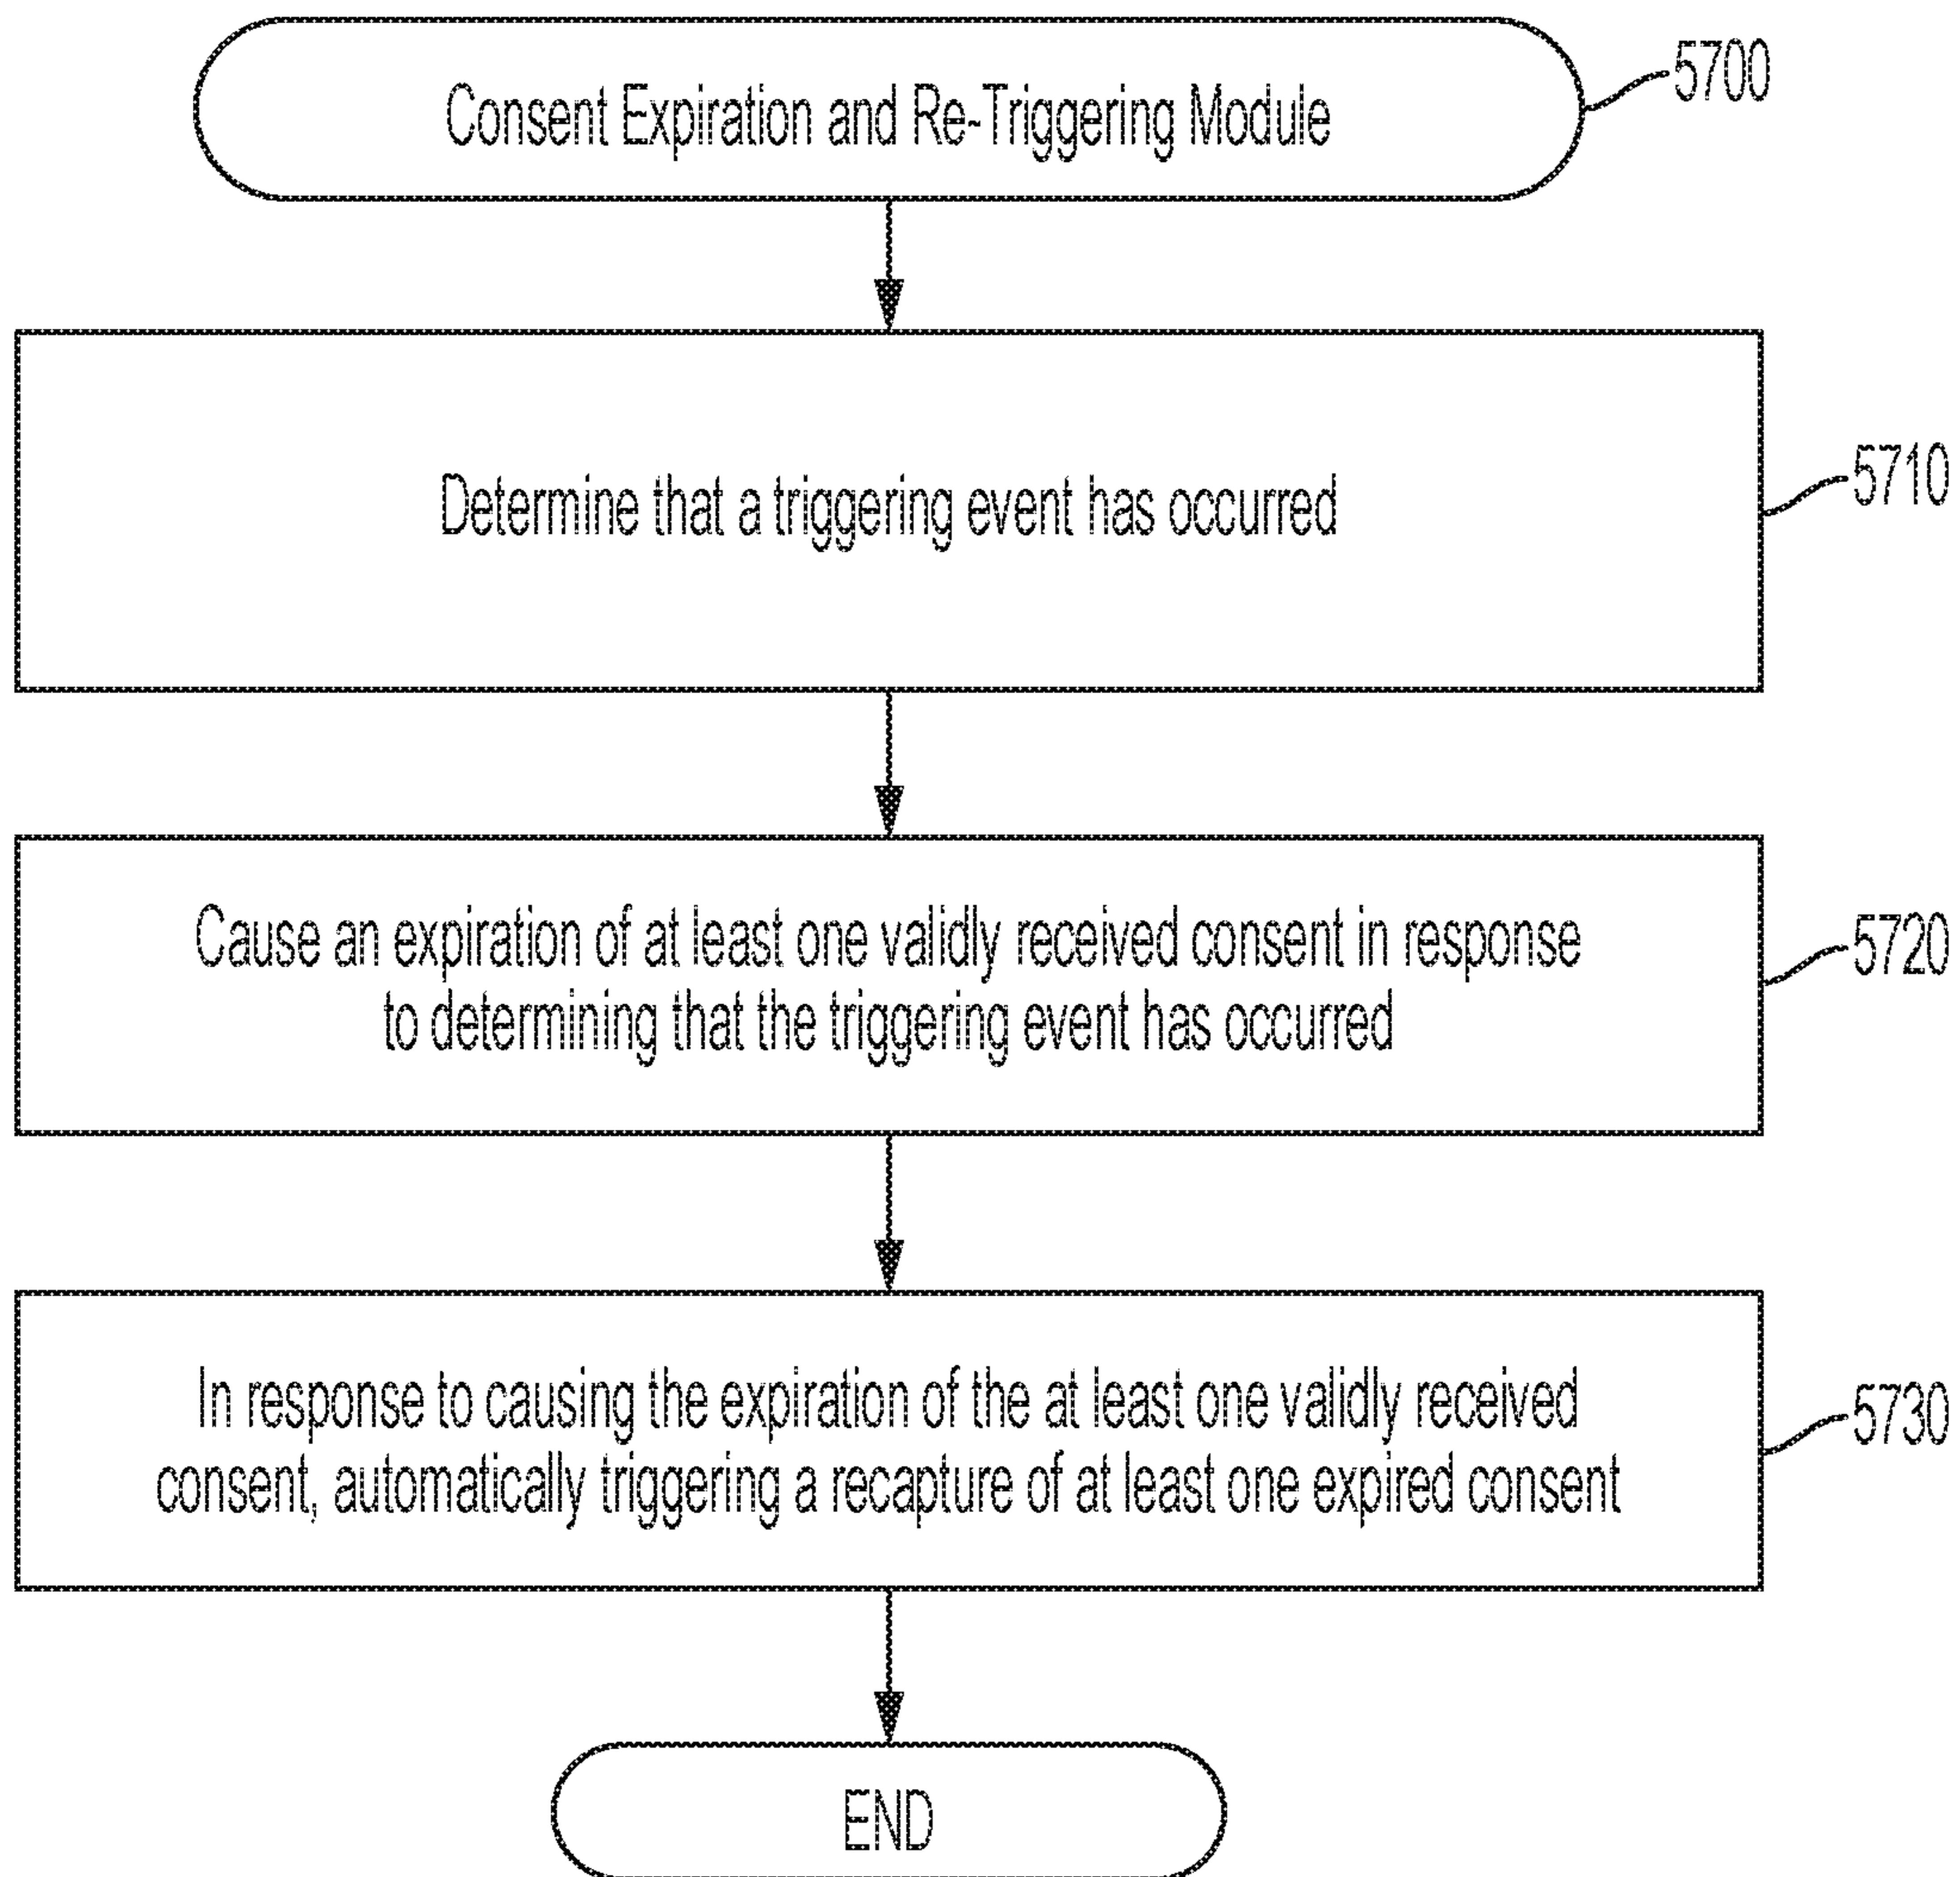 Consent Expiration and Re-Triggering Module
5700
Determine that a triggering event has occurred
5710
Cause an expiration of at least one validly received consent in response
to determining that the triggering event has occurred
5720
In response to causing the expiration of the at least one validly received
consent, automatically triggering a recapture of at least one expired consent
5730
END